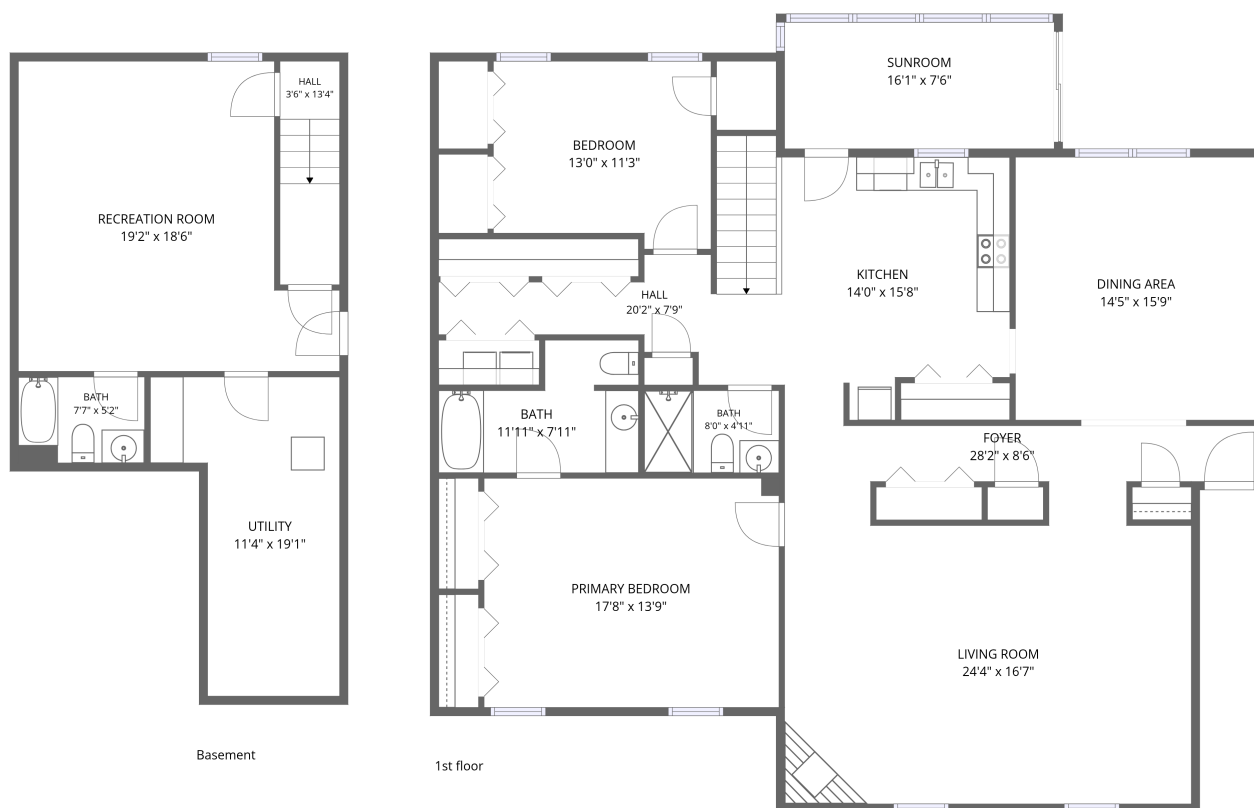 HALL
3'6" x 13'4"
RECREATION ROOM
19'2" x 18'6"
BATH
7'7" x 5'2"
UTILITY
11'4" x 19'1"
Basement
SUNROOM
16'1" x 7'6"
BEDROOM
13'0" x 11'3"
KITCHEN
14'0" x 15'8"
DINING AREA
14'5" x 15'9"
HALL
20'2" x 7'9"
BATH
11'11" x 7'11"
BATH
8'0" x 4'11"
FOYER
28'2" x 8'6"
PRIMARY BEDROOM
17'8" x 13'9"
LIVING ROOM
24'4" x 16'7"
1st floor